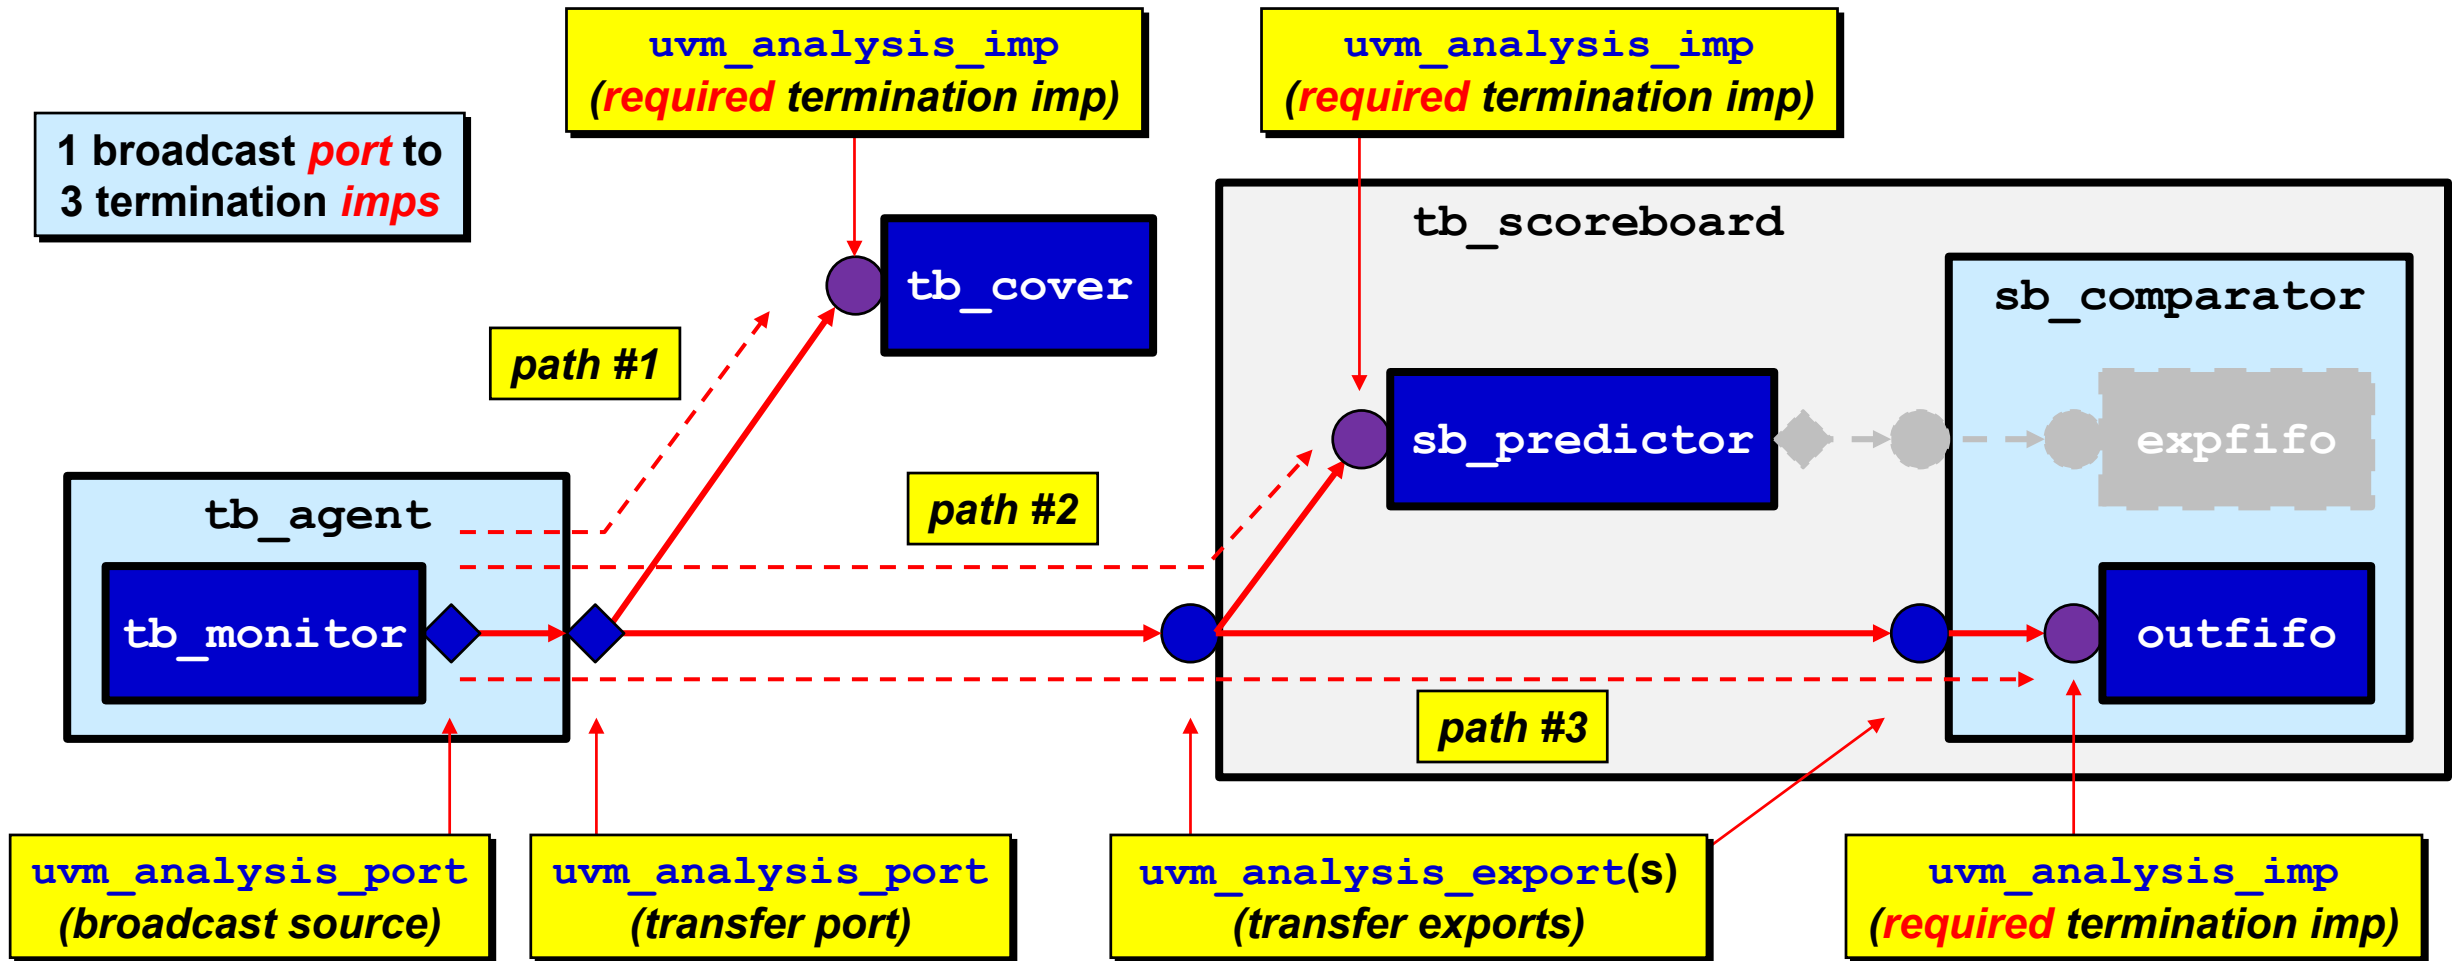 uvm_analysis_imp
(required termination imp)
uvm_analysis_imp
(required termination imp)
1 broadcast port to
3 termination imps
tb_scoreboard
tb_cover
sb_comparator
path #1
sb_predictor
expfifo
path #2
tb_agent
tb_monitor
outfifo
path #3
uvm_analysis_port
(broadcast source)
uvm_analysis_port
(transfer port)
uvm_analysis_export(s)
(transfer exports)
uvm_analysis_imp
(required termination imp)